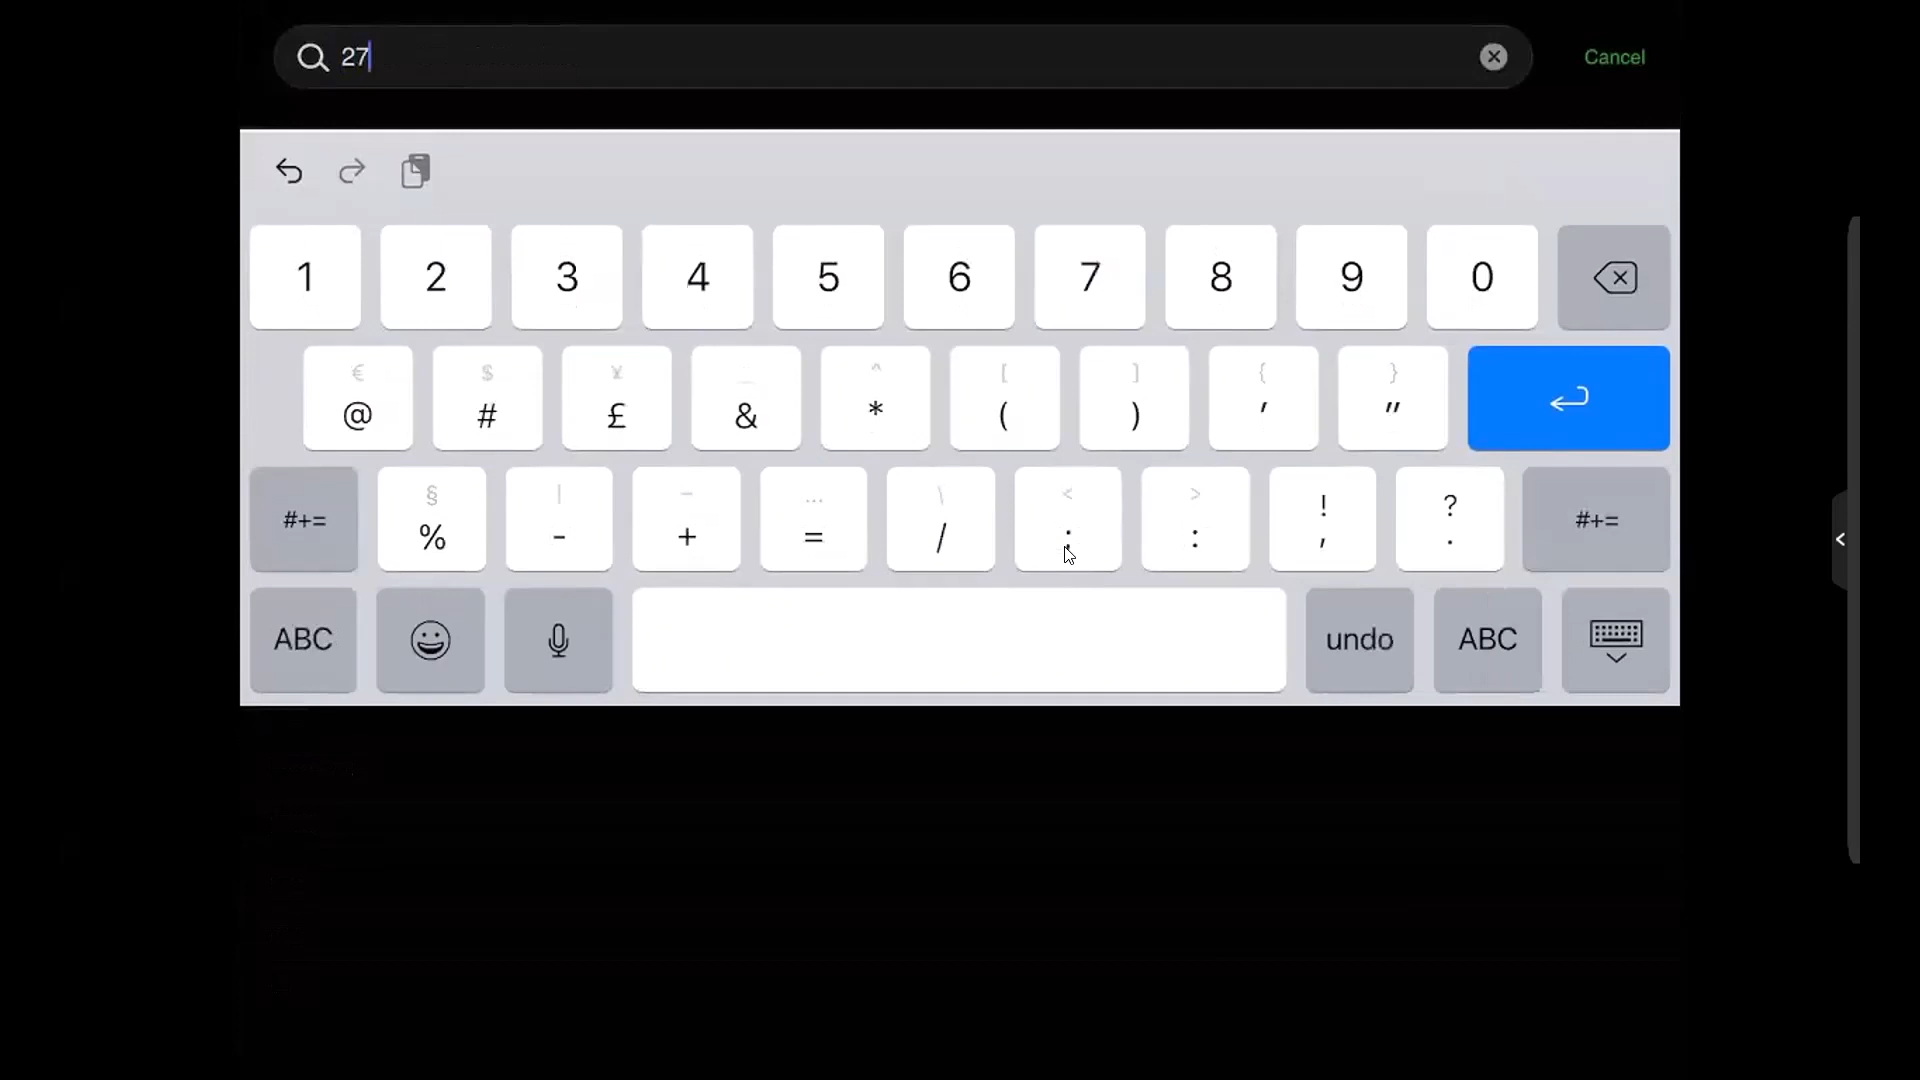 27
Cancel
1 2 3 4 5 6 7 8 9 0
€ $ ¥ _ ^ [ ] { }
@ # £ & * ( ) ' "
§ | – … \ < > ! ?
#+= % - + = / ; : , . #+=
ABC undo ABC